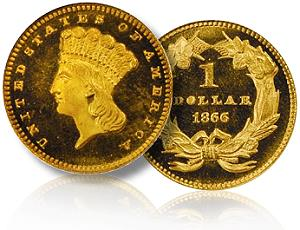 UNITED STATES OF AMERICA
1
DOLLAR
1866